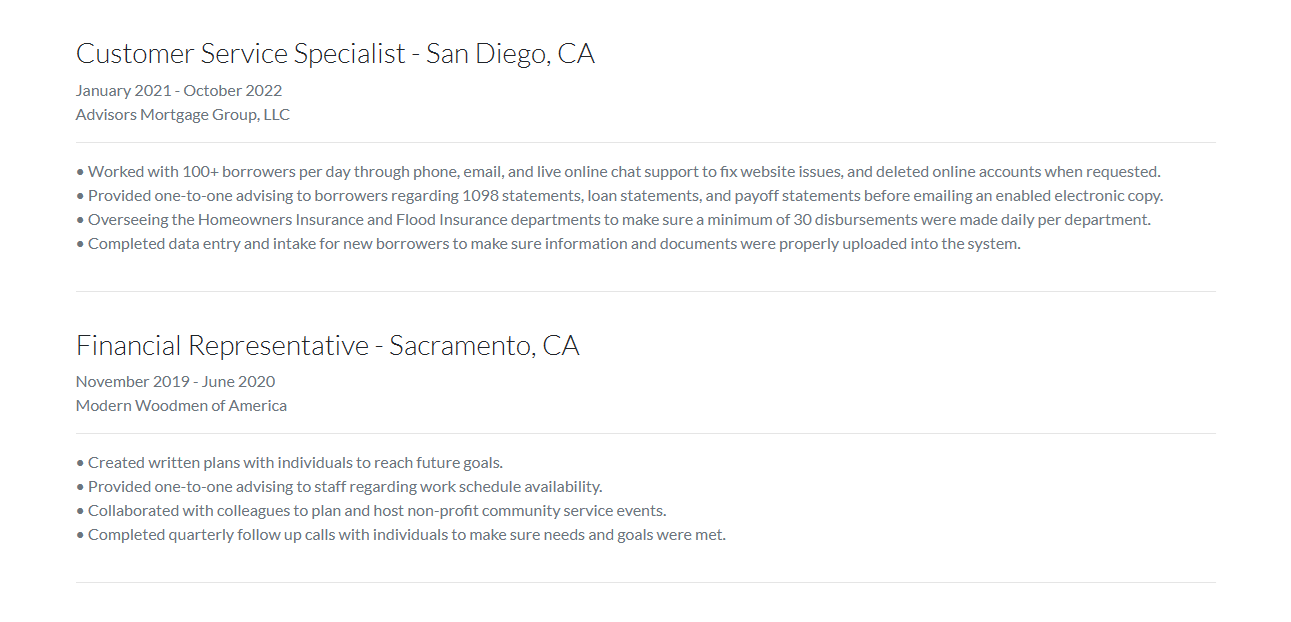 Customer Service Specialist - San Diego, CA
January 2021 - October 2022
Advisors Mortgage Group, LLC
• Worked with 100+ borrowers per day through phone, email, and live online chat support to fix website issues, and deleted online accounts when requested.
• Provided one-to-one advising to borrowers regarding 1098 statements, loan statements, and payoff statements before emailing an enabled electronic copy.
• Overseeing the Homeowners Insurance and Flood Insurance departments to make sure a minimum of 30 disbursements were made daily per department.
• Completed data entry and intake for new borrowers to make sure information and documents were properly uploaded into the system.
Financial Representative - Sacramento, CA
November 2019 - June 2020
Modern Woodmen of America
• Created written plans with individuals to reach future goals.
• Provided one-to-one advising to staff regarding work schedule availability.
• Collaborated with colleagues to plan and host non-profit community service events.
• Completed quarterly follow up calls with individuals to make sure needs and goals were met.